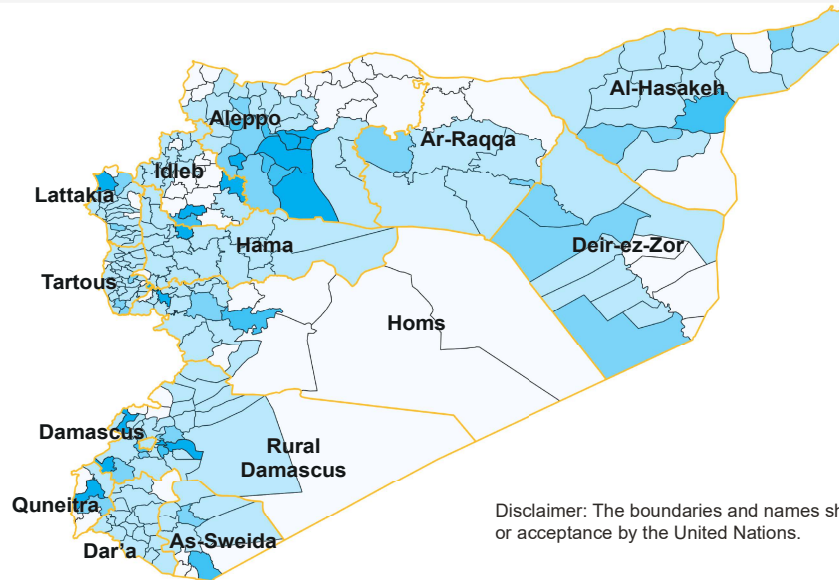 Al-Hasakeh
Aleppo
Ar-Raqqa
Idleb
Lattakia
Hama
Deir-ez-Zor
Tartous
Homs
Damascus
Rural
Damascus
Quneitra
Dar'a
As-Sweida
Disclaimer: The boundaries and names
or acceptance by the United Nations.